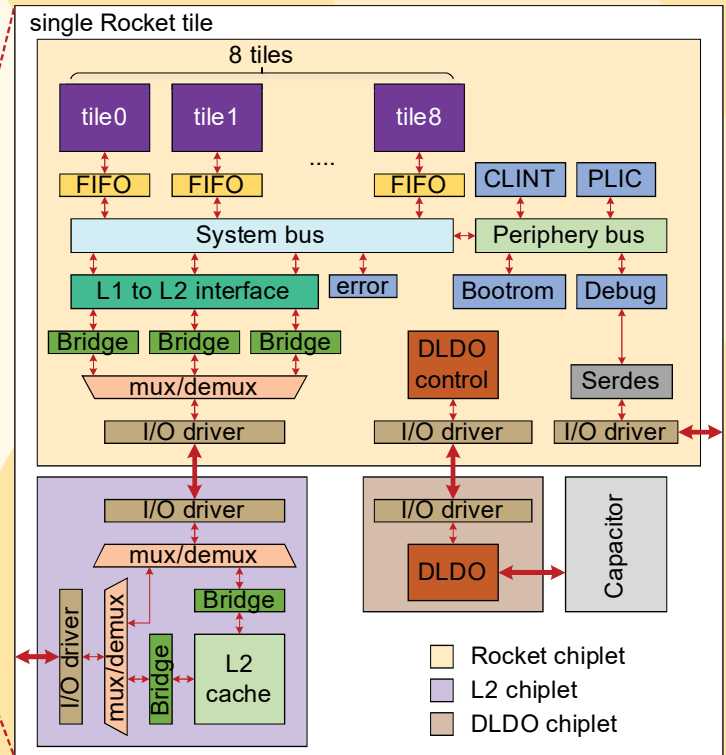 single Rocket tile
8 tiles
tile0
tile1
tile8
....
FIFO
FIFO
FIFO
CLINT
PLIC
System bus
Periphery bus
L1 to L2 interface
error
Bootrom
Debug
Bridge
Bridge
Bridge
DLDO
control
mux/demux
Serdes
I/O driver
I/O driver
I/O driver
I/O driver
I/O driver
mux/demux
DLDO
Capacitor
Bridge
I/O driver
mux/demux
Bridge
L2
cache
Rocket chiplet
L2 chiplet
DLDO chiplet